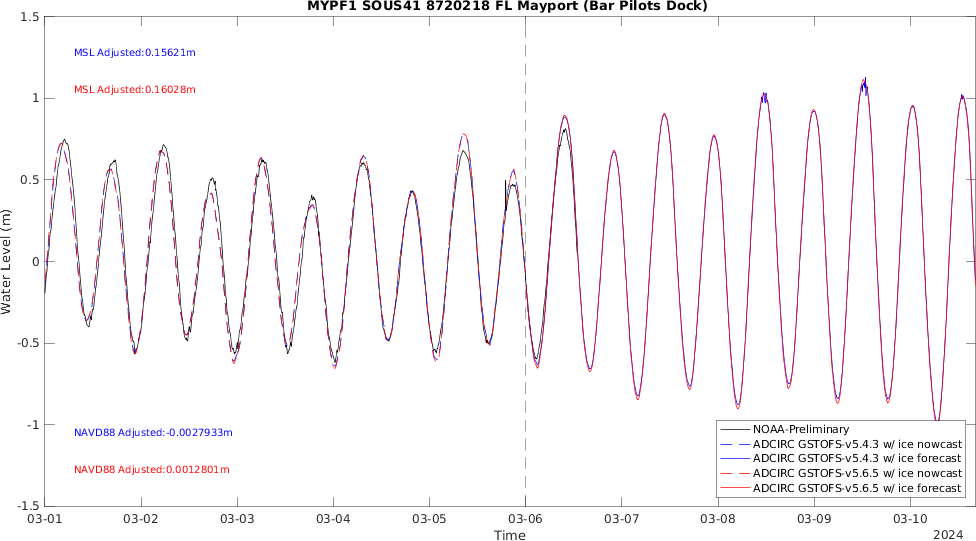 MYPF1 SOUS41 8720218 FL Mayport (Bar Pilots Dock)
1.5
1
0.5
0
-0.5
-1
-1.5
Water Level (m)
MSL Adjusted:0.15621m
MSL Adjusted:0.16028m
NAVD88 Adjusted:-0.0027933m
NAVD88 Adjusted:0.0012801m
NOAA-Preliminary
ADCIRC GSTOFS-v5.4.3 w/ ice nowcast
ADCIRC GSTOFS-v5.4.3 w/ ice forecast
ADCIRC GSTOFS-v5.6.5 w/ ice nowcast
ADCIRC GSTOFS-v5.6.5 w/ ice forecast
03-01 03-02 03-03 03-04 03-05 03-06 03-07 03-08 03-09 03-10
Time
2024